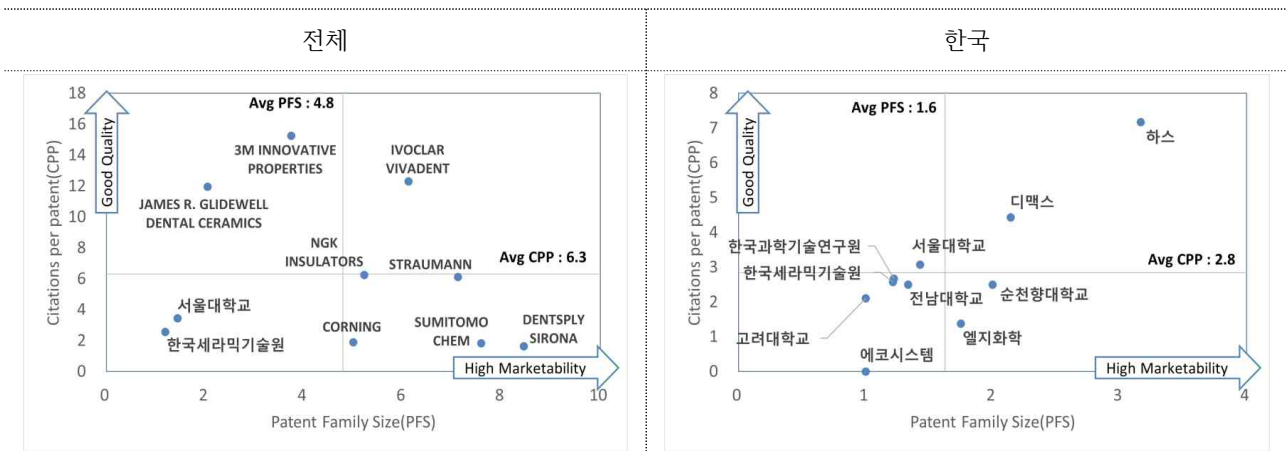 전체
한국
18
16
14
12
10
8
6
4
2
0
Citations per patent(CPP)
Good Quality
Avg PFS : 4.8
3M INNOVATIVE
PROPERTIES
IVOCLAR
VIVADENT
JAMES R. GLIDEWELL
DENTAL CERAMICS
NGK
INSULATORS
STRAUMANN
Avg CPP : 6.3
서울대학교
한국세라믹기술원
CORNING
SUMITOMO
CHEM
DENTSPLY
SIRONA
High Marketability
0 2 4 6 8 10
Patent Family Size(PFS)
8
7
6
5
4
3
2
1
0
Citations per patent(CPP)
Good Quality
Avg PFS : 1.6
하스
디맥스
한국과학기술연구원
서울대학교
Avg CPP : 2.8
한국세라믹기술원
전남대학교
순천향대학교
고려대학교
엘지화학
에코시스템
High Marketability
0 1 2 3 4
Patent Family Size(PFS)